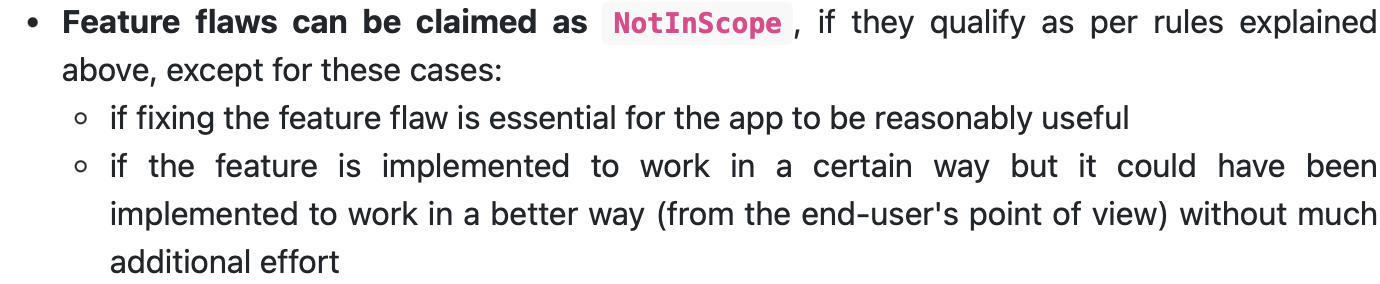 • Feature flaws can be claimed as NotInScope , if they qualify as per rules explained
above, except for these cases:
◦ if fixing the feature flaw is essential for the app to be reasonably useful
◦ if the feature is implemented to work in a certain way but it could have been
implemented to work in a better way (from the end-user's point of view) without much
additional effort